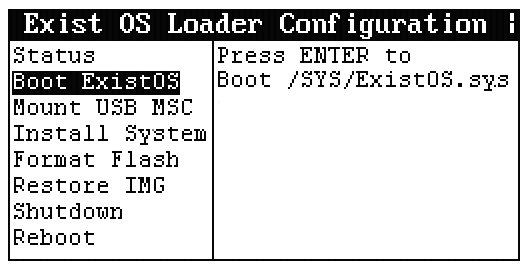 Exist OS Loader Configuration
Status
Boot ExistOS
Mount USB MSC
Install System
Format Flash
Restore IMG
Shutdown
Reboot
Press ENTER to
Boot /SYS/ExistOS.sys